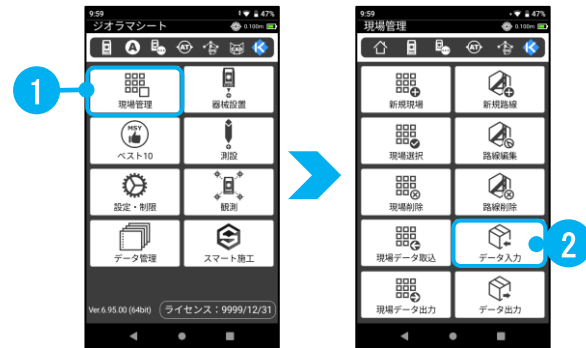 9:59
47%
ジオラマシート
0.100m
A
AT
CAD
現場管理
器械設置
MSY
ベスト10
測設
設定・制限
観測
データ管理
スマート施工
Ver.6.95.00 (64bit)
ライセンス：9999/12/31
1
9:59
47%
現場管理
0.100m
AT
新規現場
新規路線
現場選択
路線編集
現場削除
路線削除
現場データ取込
データ入力
現場データ出力
データ出力
2